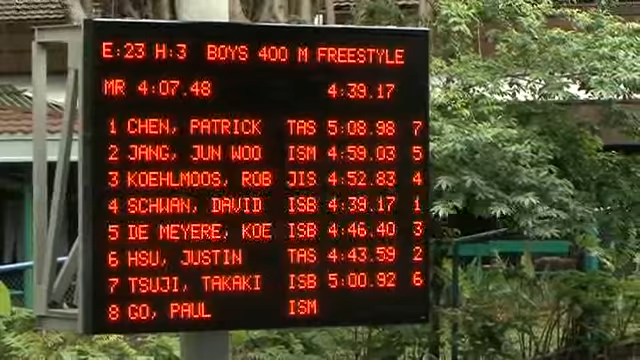 E:23 H:3 BOYS 400 M FREESTYLE
MR 4:07.48 4:39.17
1 CHEN, PATRICK TAS 5:08.98 7
2 JANG, JUN WOO ISM 4:59.03 5
3 KOEHLMOOS, ROB JIS 4:52.83 4
4 SCHWAN, DAVID ISB 4:39.17 1
5 DE MEYERE, KOE ISB 4:46.40 3
6 HSU, JUSTIN TAS 4:43.59 2
7 TSUJI, TAKAKI ISB 5:00.92 6
8 GO, PAUL ISM